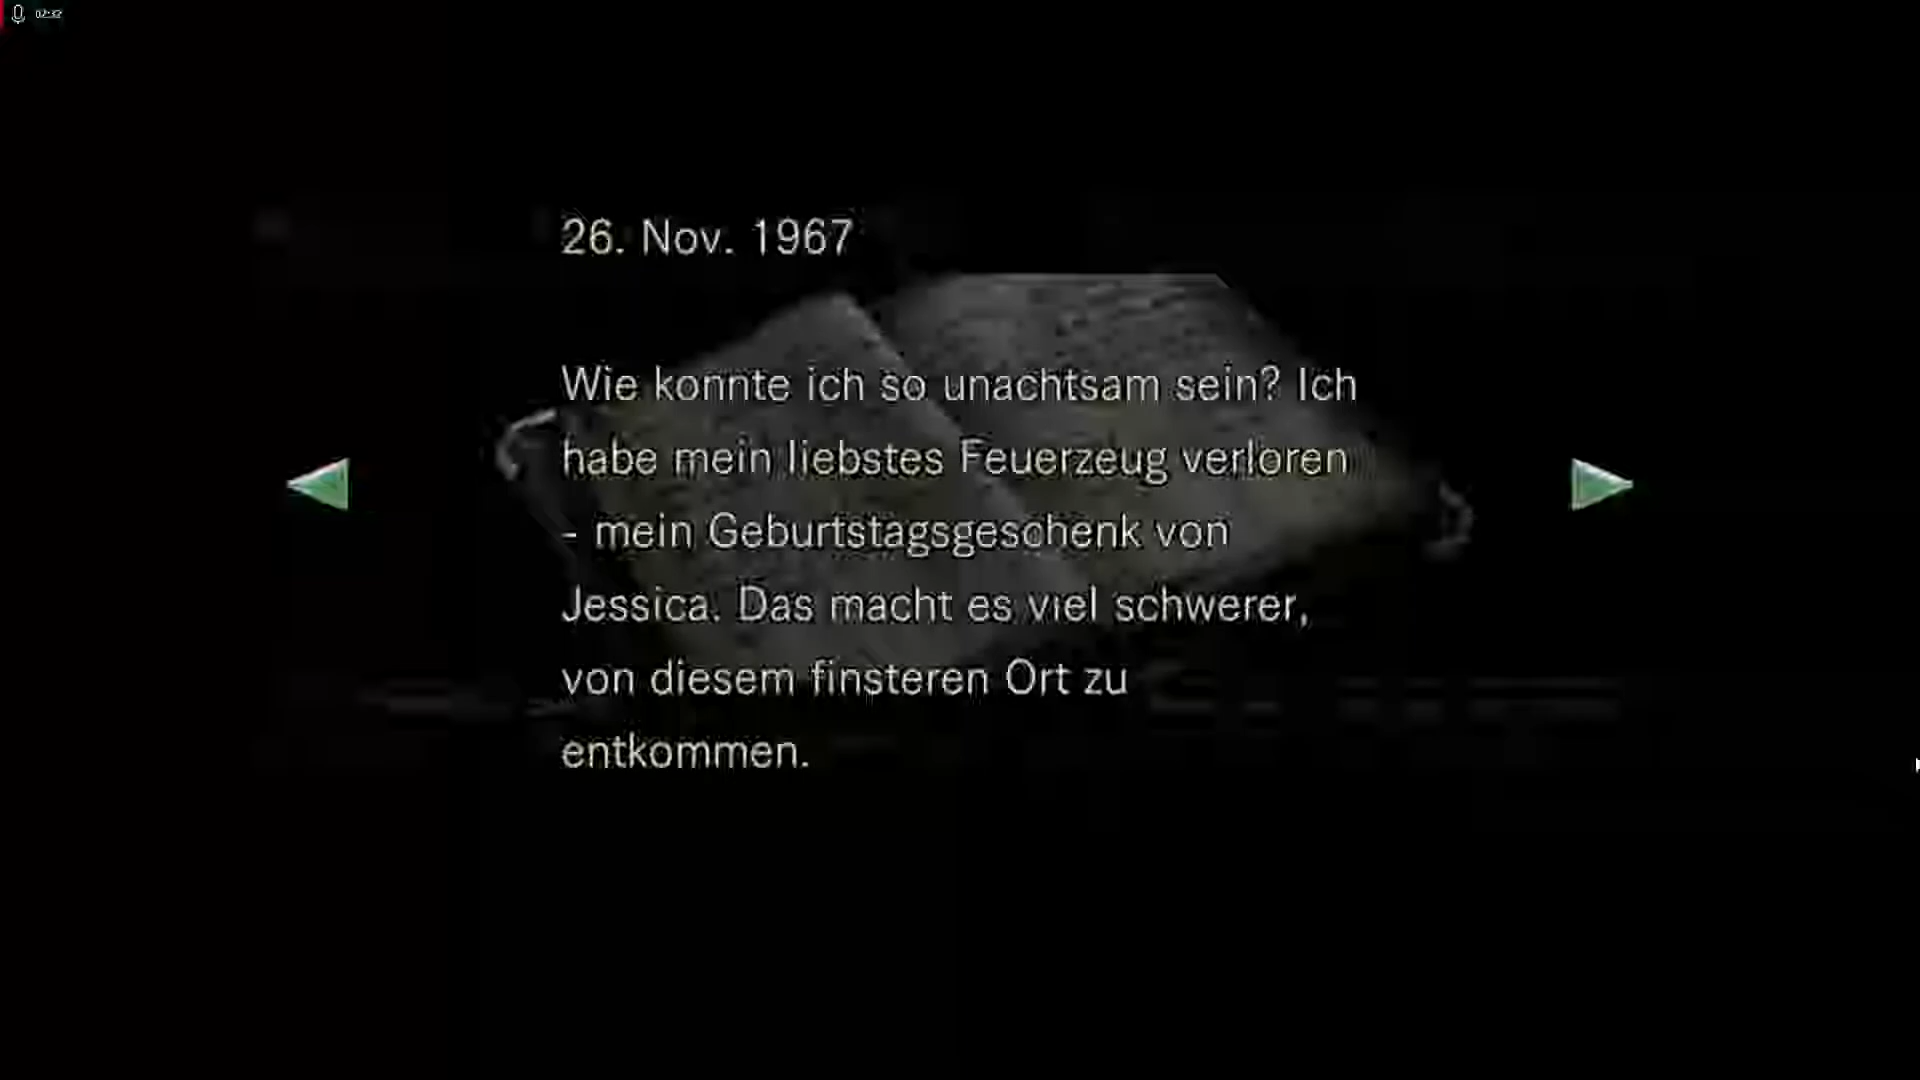 26. Nov. 1967
Wie konnte ich so unachtsam sein? Ich
habe mein liebstes Feuerzeug verloren
- mein Geburtstagsgeschenk von
Jessica. Das macht es viel schwerer,
von diesem finsteren Ort zu
entkommen.